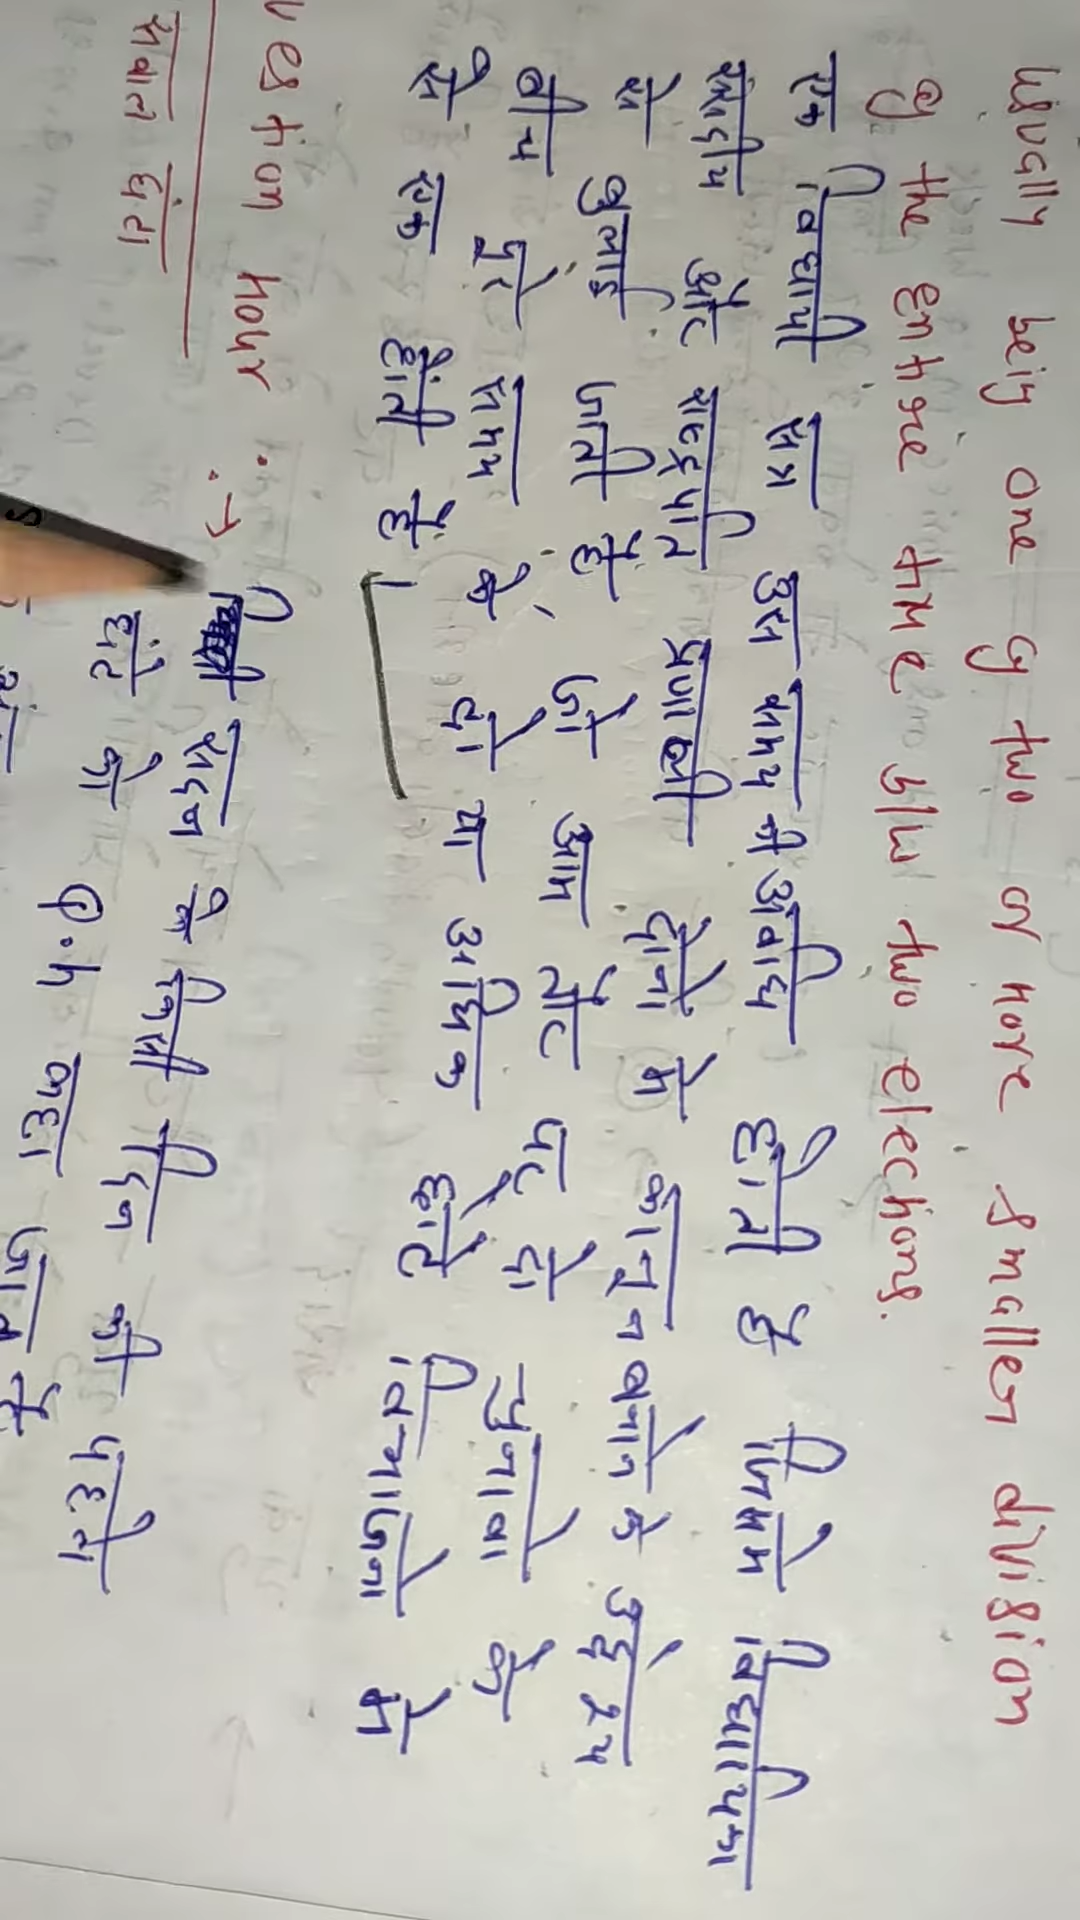 usually being one of two or more smaller division
of the entire time b/w two elections.
एक विधायी सत्र उस समय की अवधि होती है जिसमे विधायिका
संसदीय और राष्ट्रपति प्रणाली दोनो मे कानून बनाने के उद्देश्य
से बुलाई जाती है जो आम तौर पर दो चुनावो के
बीच पूरे समय के दो या अधिक छोटे विभाजनो मे
से एक होती है।
uestion hour :→ सदन के किसी दिन की पहले
सवाल घंटा घंटे को Q.h कहा जाता है